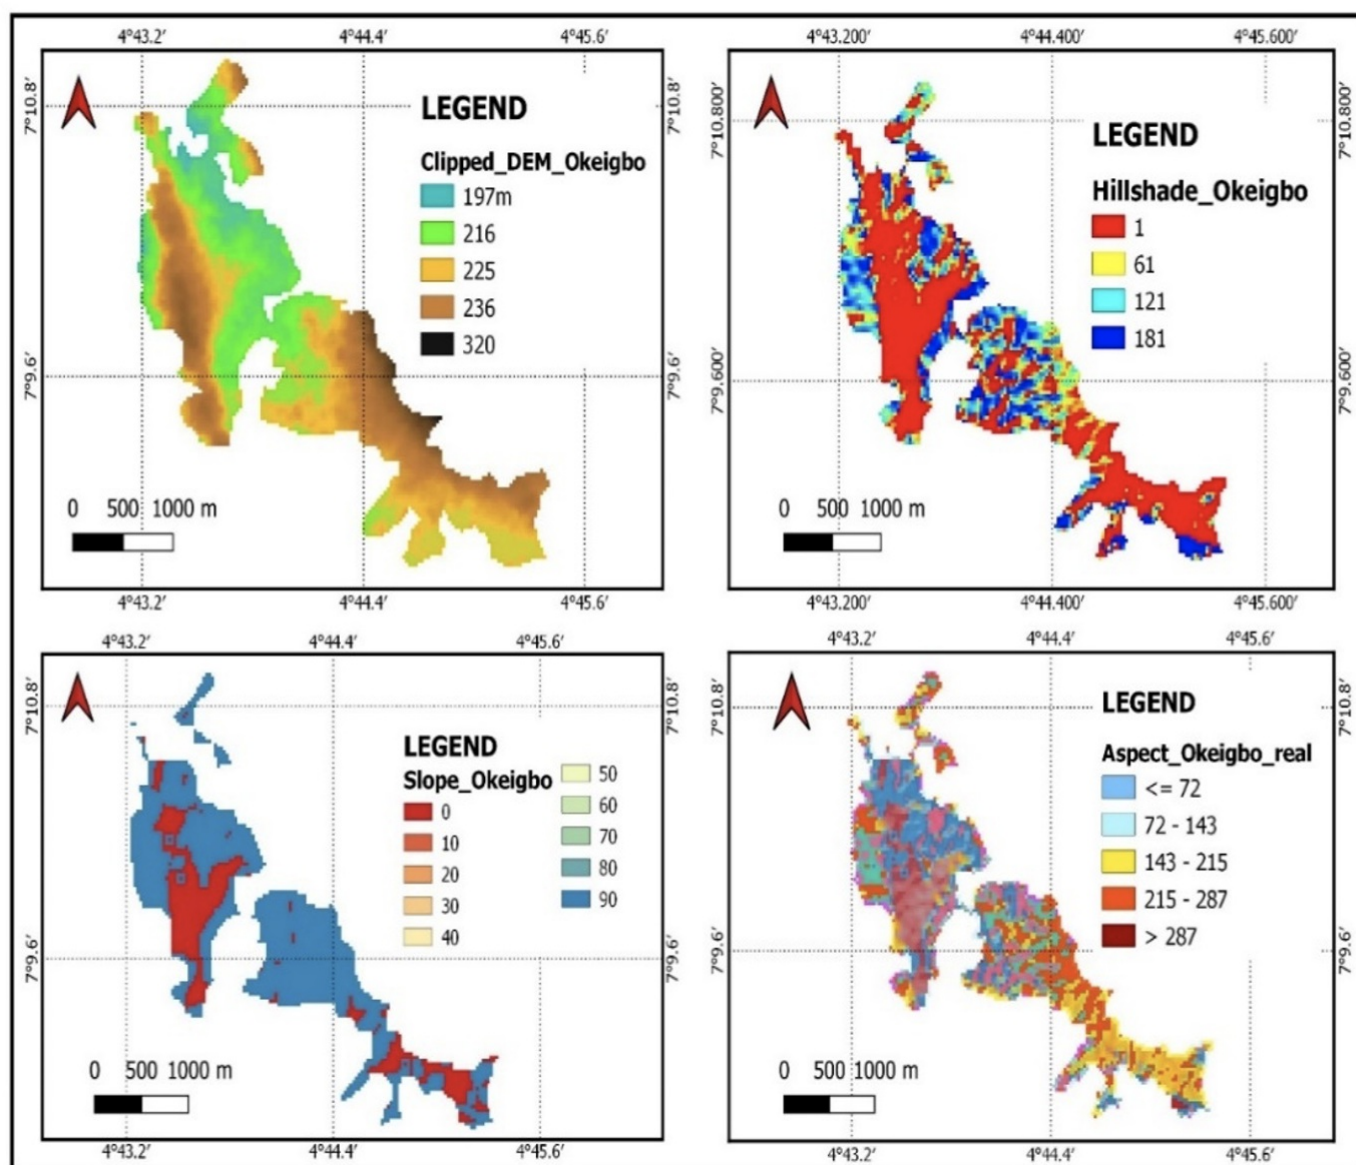 4°43.2' 4°44.4' 4°45.6'
7°10.8'
7°9.6'
LEGEND
Clipped_DEM_Okeigbo
197m
216
225
236
320
7°10.8'
7°9.6'
0 500 1000 m
4°43.2' 4°44.4' 4°45.6'
4°43.200' 4°44.400' 4°45.600'
7°10.800'
7°9.600'
LEGEND
Hillshade_Okeigbo
1
61
121
181
7°10.800'
7°9.600'
0 500 1000 m
4°43.200' 4°44.400' 4°45.600'
4°43.2' 4°44.4' 4°45.6'
7°10.8'
7°9.6'
LEGEND
Slope_Okeigbo
0
10
20
30
40
50
60
70
80
90
7°10.8'
7°9.6'
0 500 1000 m
4°43.2' 4°44.4' 4°45.6'
4°43.2' 4°44.4' 4°45.6'
7°10.8'
7°9.6'
LEGEND
Aspect_Okeigbo_real
<= 72
72 - 143
143 - 215
215 - 287
> 287
7°10.8'
7°9.6'
0 500 1000 m
4°43.2' 4°44.4' 4°45.6'